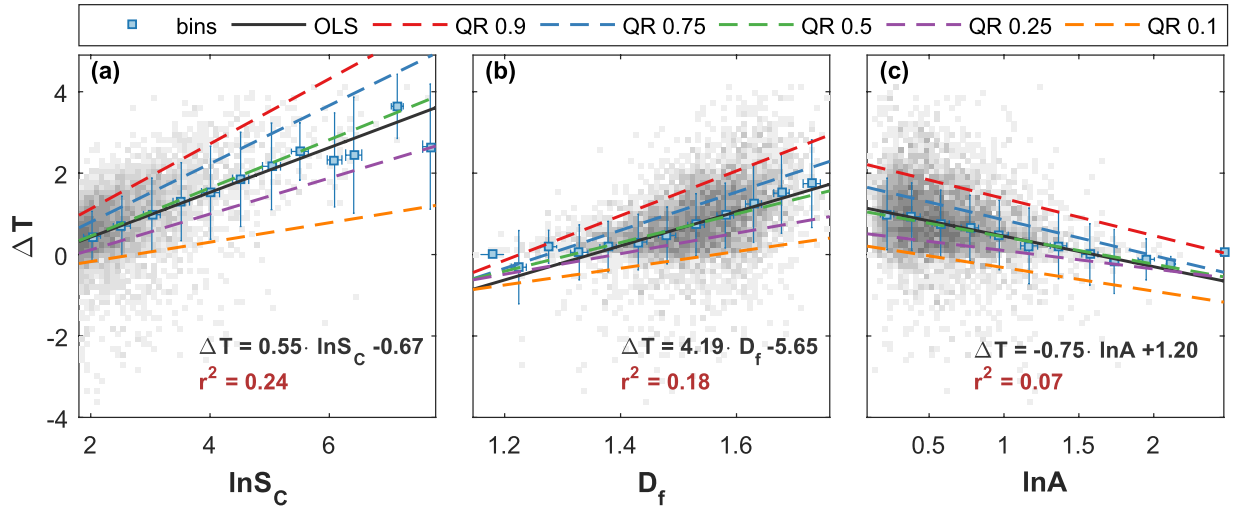 bins OLS QR 0.9 QR 0.75 QR 0.5 QR 0.25 QR 0.1
(a) (b) (c)
4
2
0
-2
-4
ΔT
ΔT = 0.55· lnS_C -0.67
r² = 0.24
ΔT = 4.19· D_f -5.65
r² = 0.18
ΔT = -0.75· lnA +1.20
r² = 0.07
2 4 6
1.2 1.4 1.6
0.5 1 1.5 2
lnS_C D_f lnA